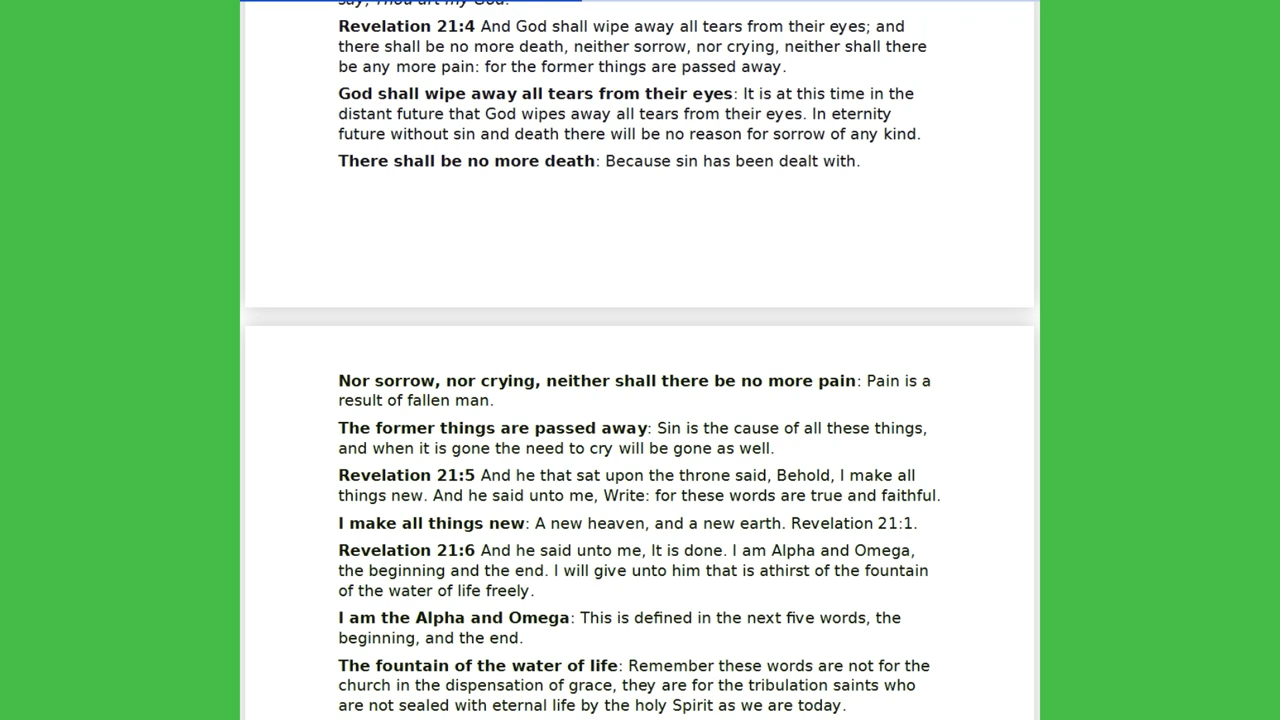 say, Thou art my God.
Revelation 21:4 And God shall wipe away all tears from their eyes; and
there shall be no more death, neither sorrow, nor crying, neither shall there
be any more pain: for the former things are passed away.
God shall wipe away all tears from their eyes: It is at this time in the
distant future that God wipes away all tears from their eyes. In eternity
future without sin and death there will be no reason for sorrow of any kind.
There shall be no more death: Because sin has been dealt with.
Nor sorrow, nor crying, neither shall there be no more pain: Pain is a
result of fallen man.
The former things are passed away: Sin is the cause of all these things,
and when it is gone the need to cry will be gone as well.
Revelation 21:5 And he that sat upon the throne said, Behold, I make all
things new. And he said unto me, Write: for these words are true and faithful.
I make all things new: A new heaven, and a new earth. Revelation 21:1.
Revelation 21:6 And he said unto me, It is done. I am Alpha and Omega,
the beginning and the end. I will give unto him that is athirst of the fountain
of the water of life freely.
I am the Alpha and Omega: This is defined in the next five words, the
beginning, and the end.
The fountain of the water of life: Remember these words are not for the
church in the dispensation of grace, they are for the tribulation saints who
are not sealed with eternal life by the holy Spirit as we are today.